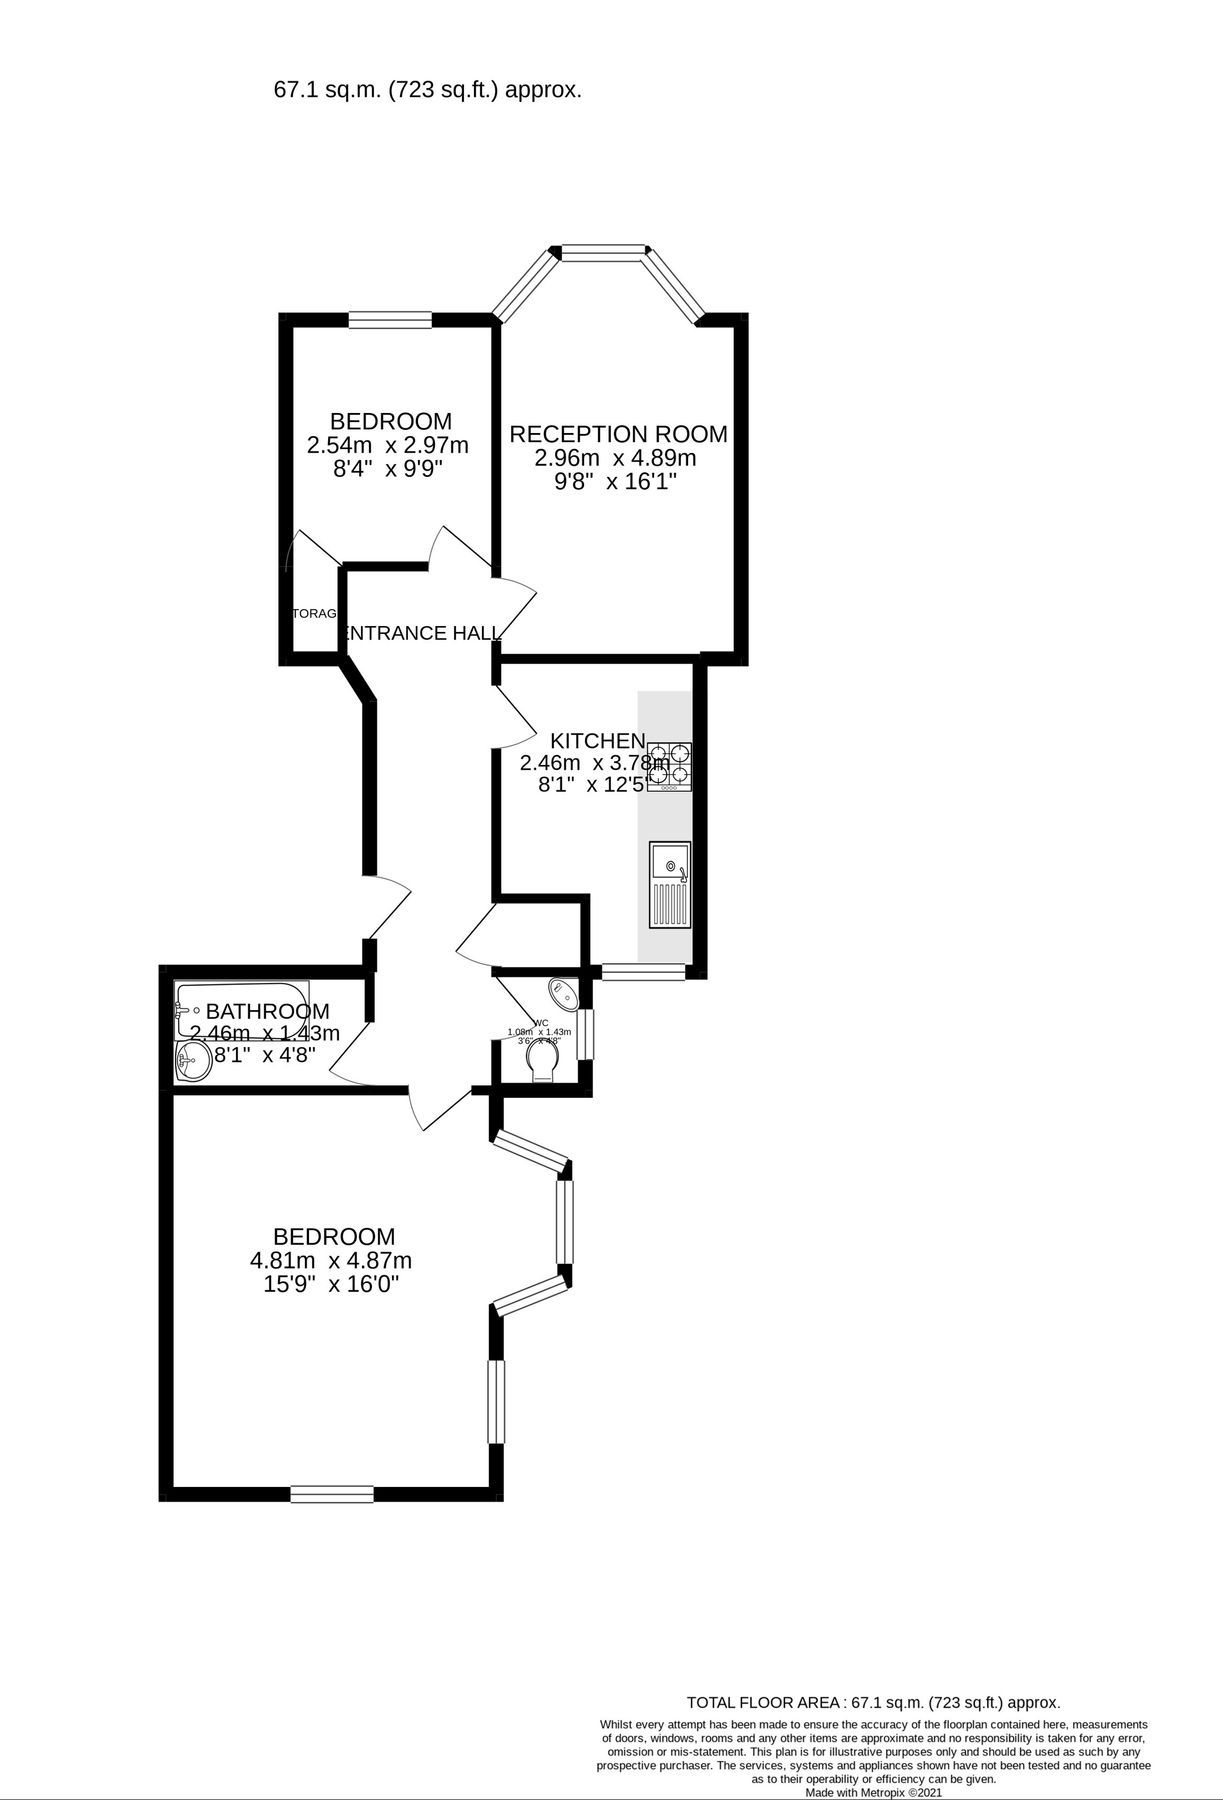 67.1 sq.m. (723 sq.ft.) approx.
BEDROOM
2.54m x 2.97m
8'4" x 9'9"
RECEPTION ROOM
2.96m x 4.89m
9'8" x 16'1"
TORAG
ENTRANCE HALL
KITCHEN
2.46m x 3.78m
8'1" x 12'5"
BATHROOM
2.46m x 1.43m
8'1" x 4'8"
WC
1.08m x 1.43m
3'6" x 4'8"
BEDROOM
4.81m x 4.87m
15'9" x 16'0"
TOTAL FLOOR AREA : 67.1 sq.m. (723 sq.ft.) approx.
Whilst every attempt has been made to ensure the accuracy of the floorplan contained here, measurements
of doors, windows, rooms and any other items are approximate and no responsibility is taken for any error,
omission or mis-statement. This plan is for illustrative purposes only and should be used as such by any
prospective purchaser. The services, systems and appliances shown have not been tested and no guarantee
as to their operability or efficiency can be given.
Made with Metropix ©2021